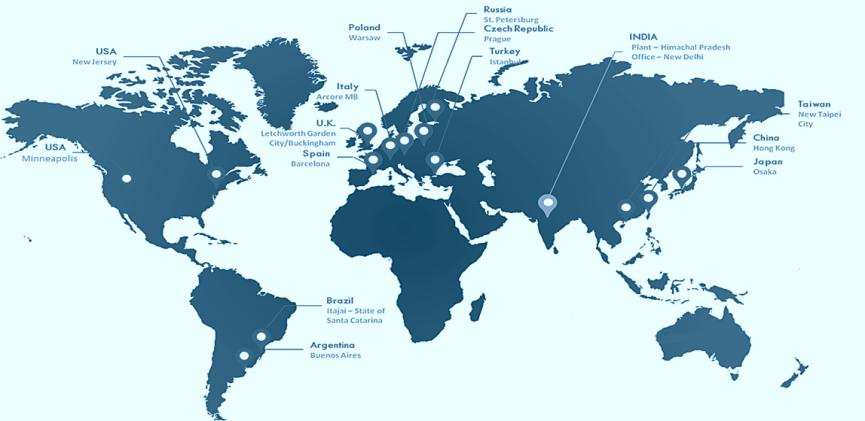 Russia
St. Petersburg
Poland
Warsaw
Czech Republic
Prague
INDIA
Plant – Himachal Pradesh
Office – New Delhi
USA
New Jersey
Turkey
Istanbul
Italy
Arcore MB
Taiwan
New Taipei
City
U.K.
Letchworth Garden
City/Buckingham
China
Hong Kong
USA
Minneapolis
Spain
Barcelona
Japan
Osaka
Brazil
Itajai – State of
Santa Catarina
Argentina
Buenos Aires